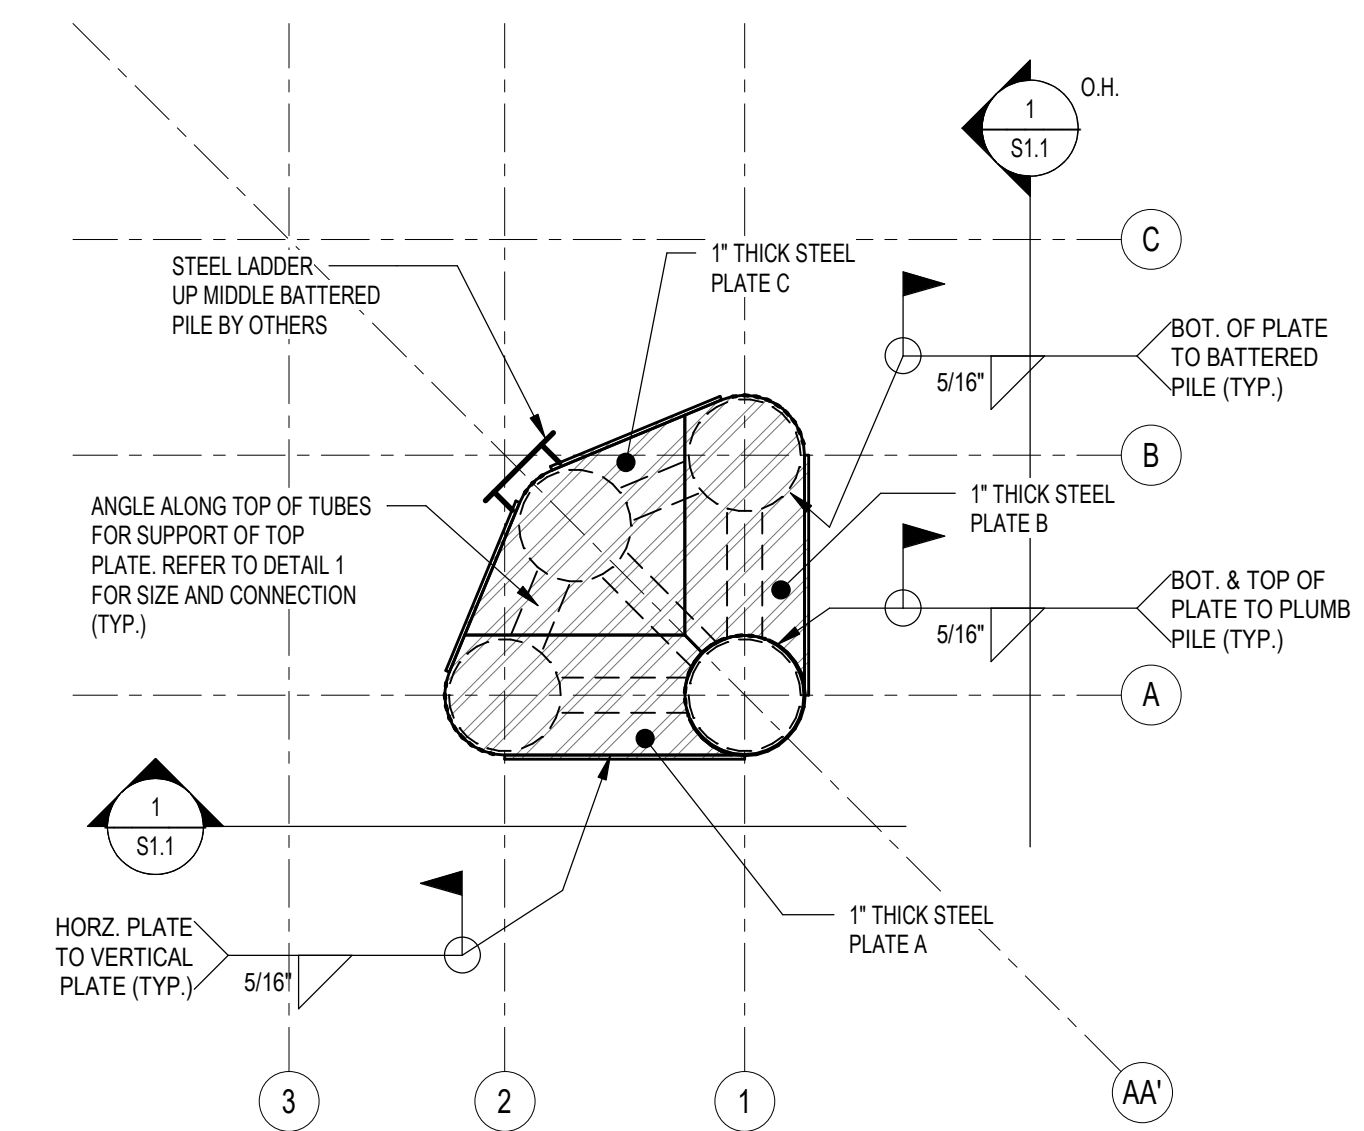 O.H.
1
S1.1
C
STEEL LADDER
UP MIDDLE BATTERED
PILE BY OTHERS
1" THICK STEEL
PLATE C
BOT. OF PLATE
TO BATTERED
PILE (TYP.)
5/16"
B
ANGLE ALONG TOP OF TUBES
FOR SUPPORT OF TOP
PLATE. REFER TO DETAIL 1
FOR SIZE AND CONNECTION
(TYP.)
1" THICK STEEL
PLATE B
BOT. & TOP OF
PLATE TO PLUMB
PILE (TYP.)
5/16"
A
1
S1.1
HORZ. PLATE
TO VERTICAL
PLATE (TYP.)
5/16"
1" THICK STEEL
PLATE A
3
2
1
AA'